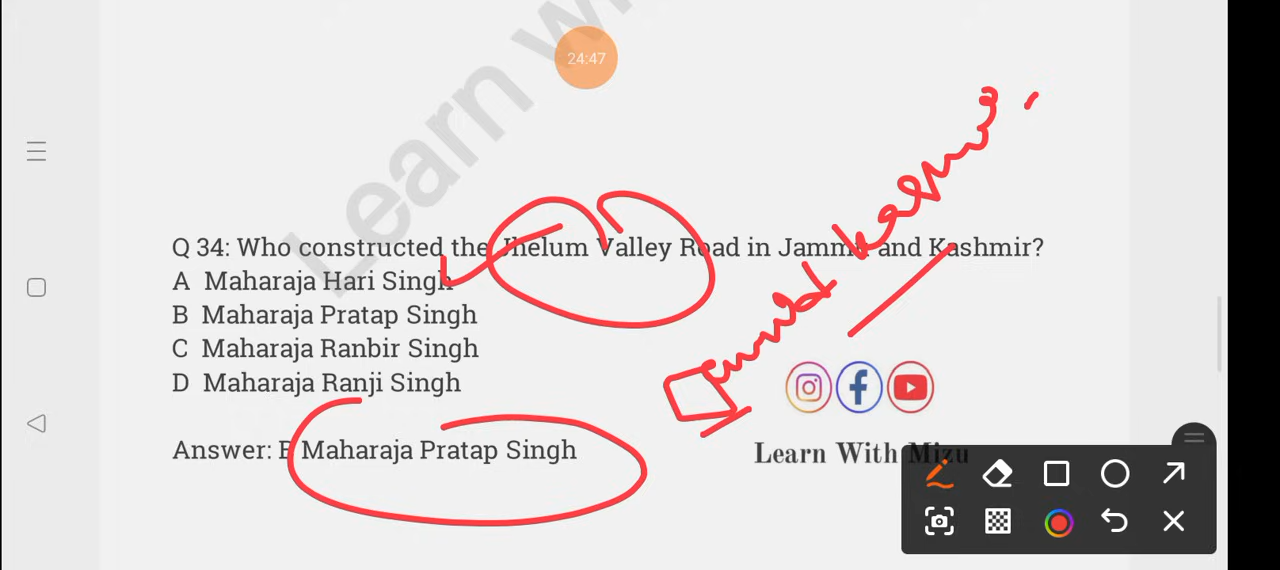 24:47
Learn w
Q 34: Who constructed the Jhelum Valley Road in Jammu and Kashmir?
A Maharaja Hari Singh
B Maharaja Pratap Singh
C Maharaja Ranbir Singh
D Maharaja Ranji Singh
Answer: B Maharaja Pratap Singh
Learn With Mizu